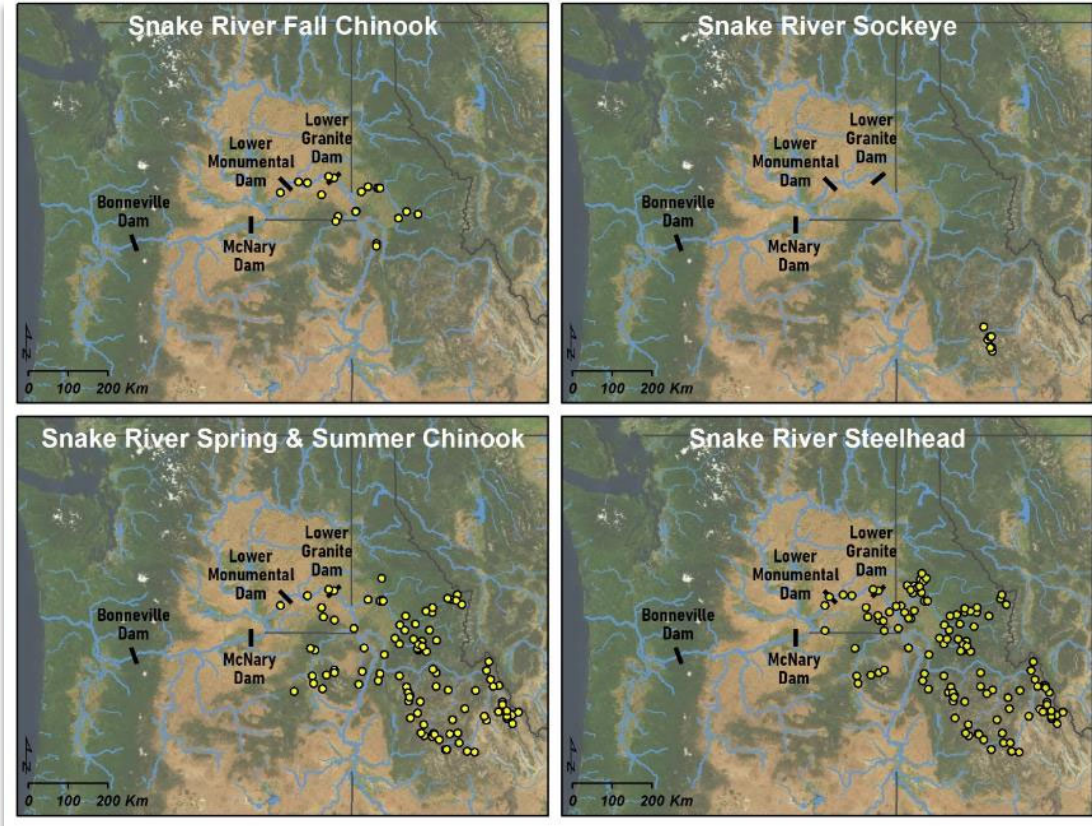 Snake River Fall Chinook
Lower
Granite
Dam
Lower
Monumental
Dam
Bonneville
Dam
McNary
Dam
N
0 100 200 Km
Snake River Sockeye
Lower
Granite
Dam
Lower
Monumental
Dam
Bonneville
Dam
McNary
Dam
N
0 100 200 Km
Snake River Spring & Summer Chinook
Lower
Granite
Dam
Lower
Monumental
Dam
Bonneville
Dam
McNary
Dam
N
0 100 200 Km
Snake River Steelhead
Lower
Granite
Dam
Lower
Monumental
Dam
Bonneville
Dam
McNary
Dam
N
0 100 200 Km